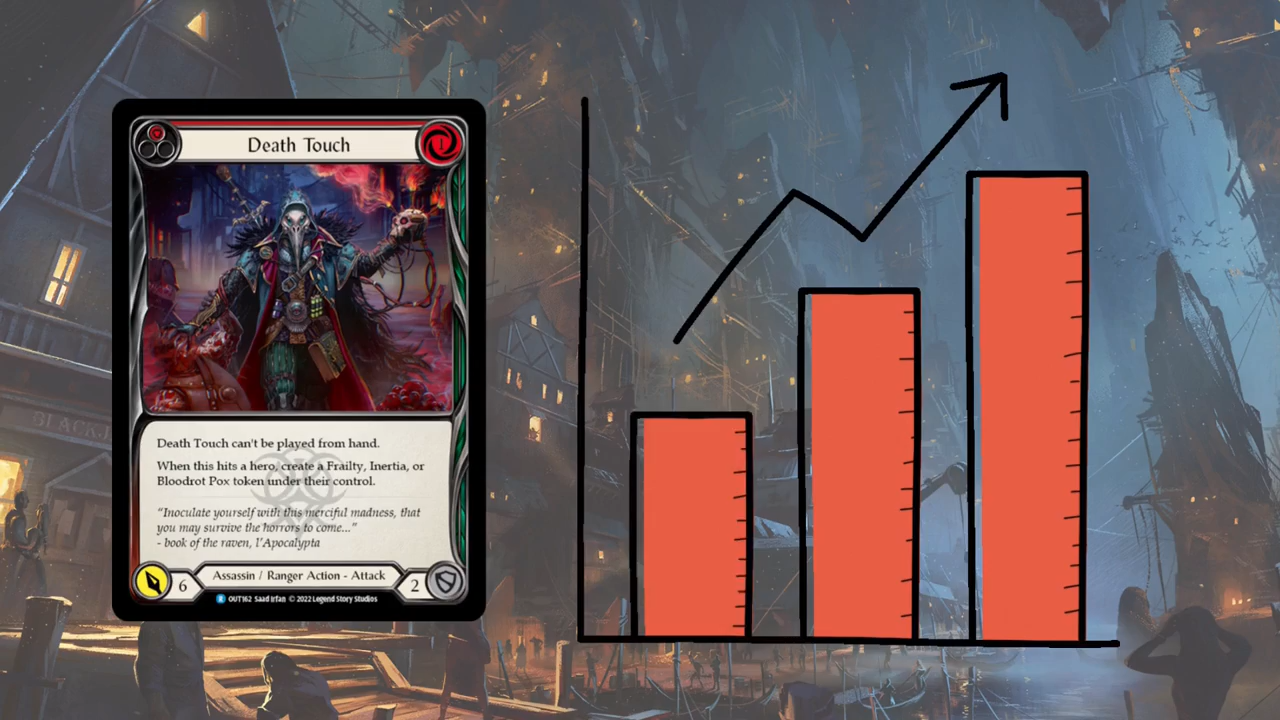 Death Touch
1
Death Touch can't be played from hand.
When this hits a hero, create a Frailty, Inertia, or
Bloodrot Pox token under their control.
"Inoculate yourself with this merciful madness, that
you may survive the horrors to come..."
- book of the raven, l'Apocalypta
6
Assassin / Ranger Action - Attack
2
R OUT162 Saad Irfan © 2022 Legend Story Studios
BLACKJ